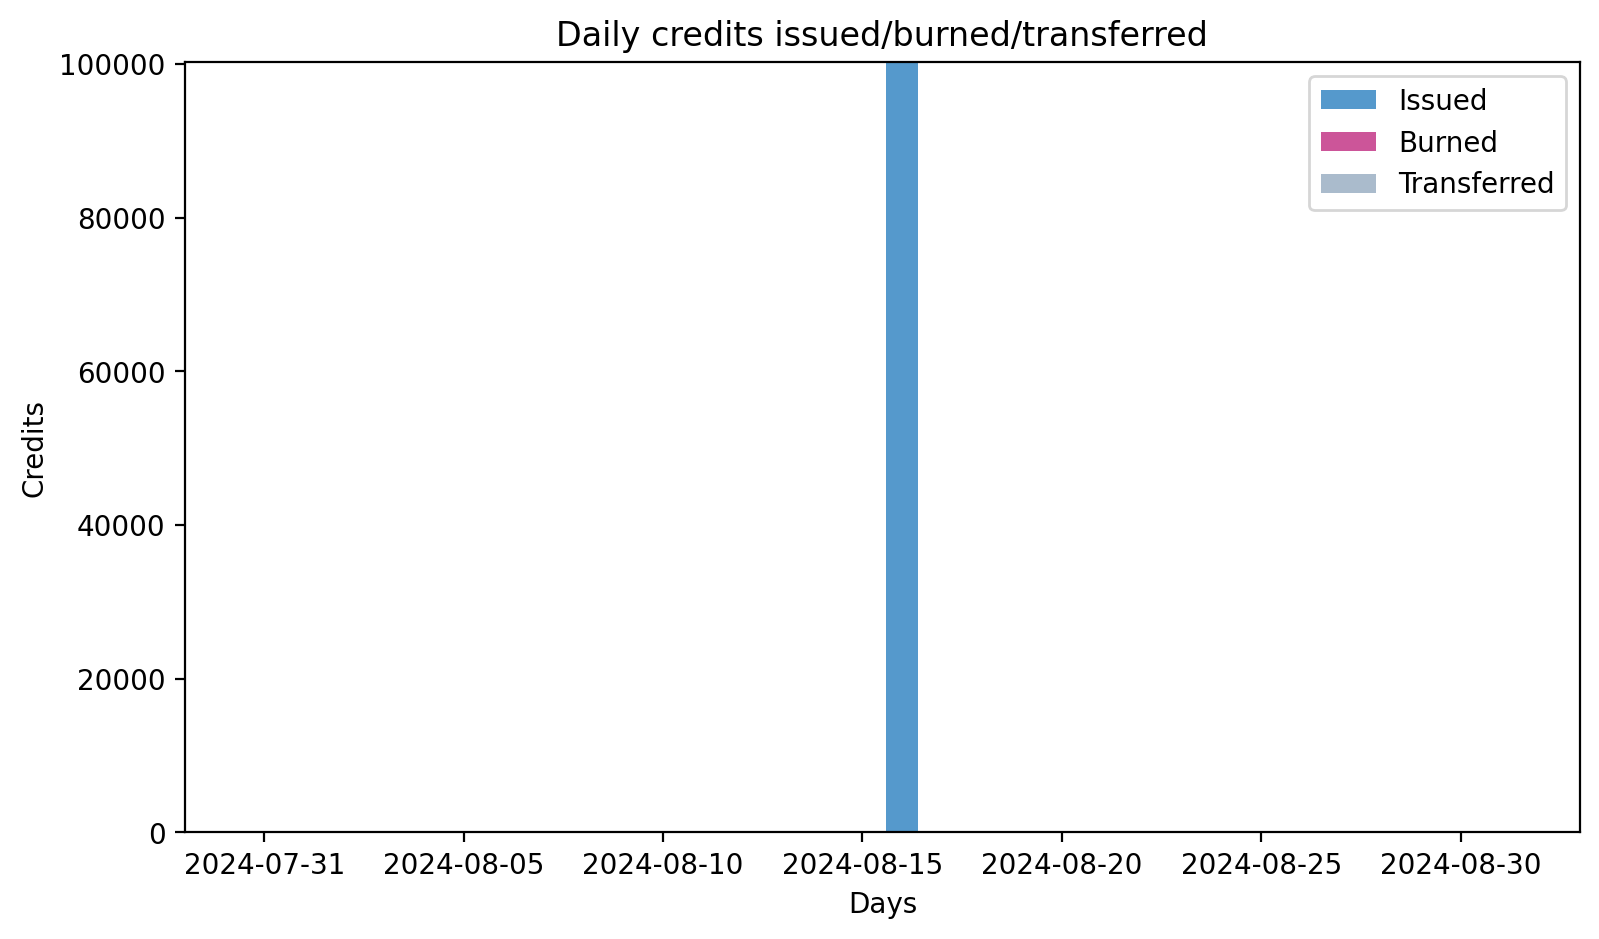 Daily credits issued/burned/transferred
100000
80000
60000
40000
20000
0
Credits
Issued
Burned
Transferred
2024-07-31 2024-08-05 2024-08-10 2024-08-15 2024-08-20 2024-08-25 2024-08-30
Days